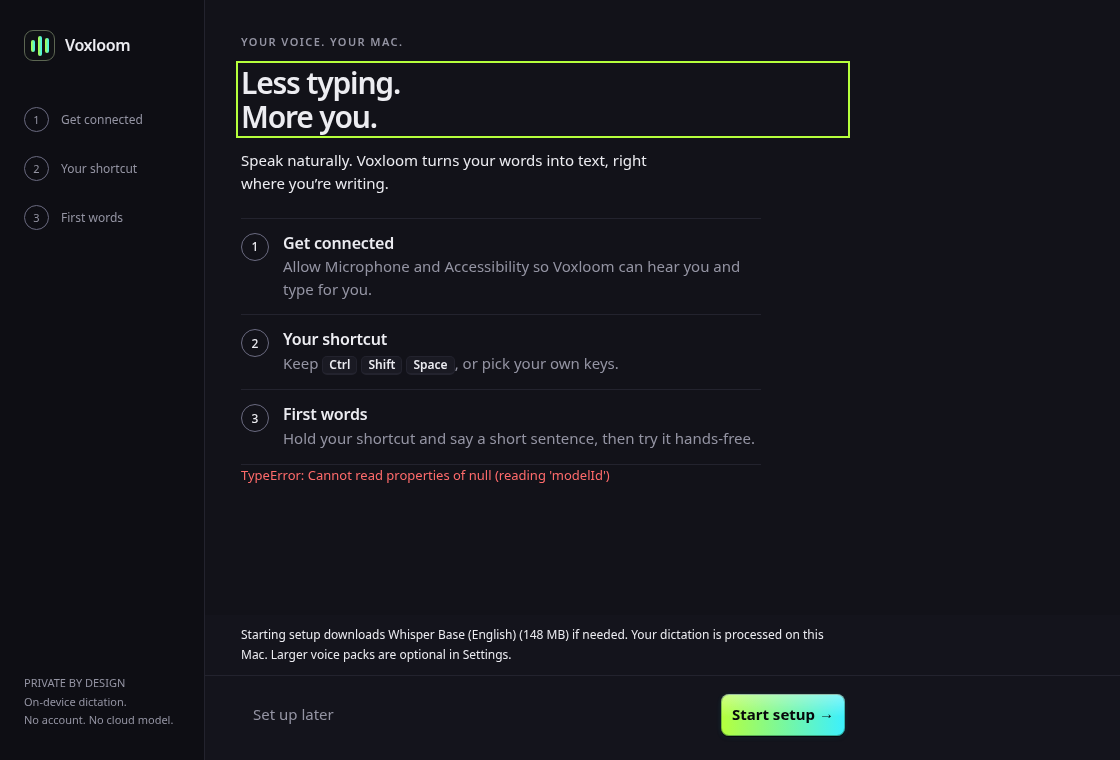 Voxloom
1 Get connected
2 Your shortcut
3 First words
PRIVATE BY DESIGN
On-device dictation.
No account. No cloud model.
YOUR VOICE. YOUR MAC.
Less typing.
More you.
Speak naturally. Voxloom turns your words into text, right
where you’re writing.
1 Get connected
Allow Microphone and Accessibility so Voxloom can hear you and
type for you.
2 Your shortcut
Keep Ctrl Shift Space, or pick your own keys.
3 First words
Hold your shortcut and say a short sentence, then try it hands-free.
TypeError: Cannot read properties of null (reading 'modelId')
Starting setup downloads Whisper Base (English) (148 MB) if needed. Your dictation is processed on this
Mac. Larger voice packs are optional in Settings.
Set up later
Start setup →